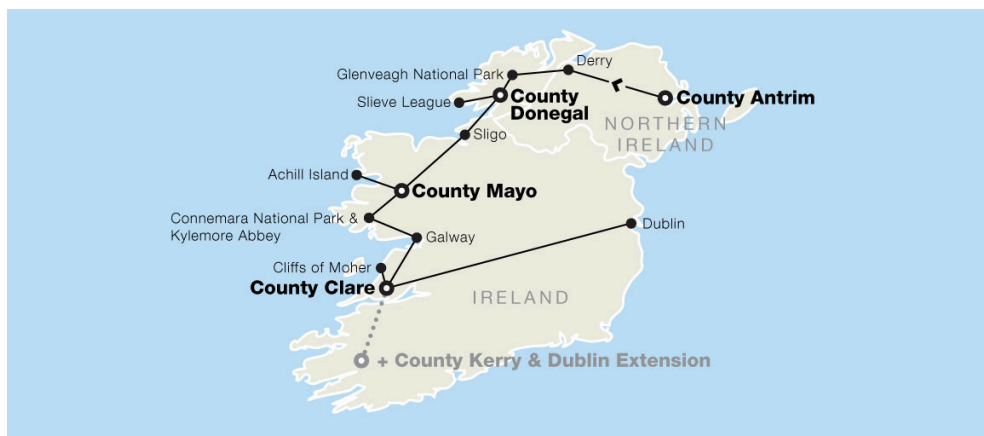 Derry
Glenveagh National Park
Slieve League
County
Donegal
County Antrim
NORTHERN
IRELAND
Sligo
Achill Island
County Mayo
Connemara National Park &
Kylemore Abbey
Dublin
Galway
Cliffs of Moher
County Clare
IRELAND
+ County Kerry & Dublin Extension